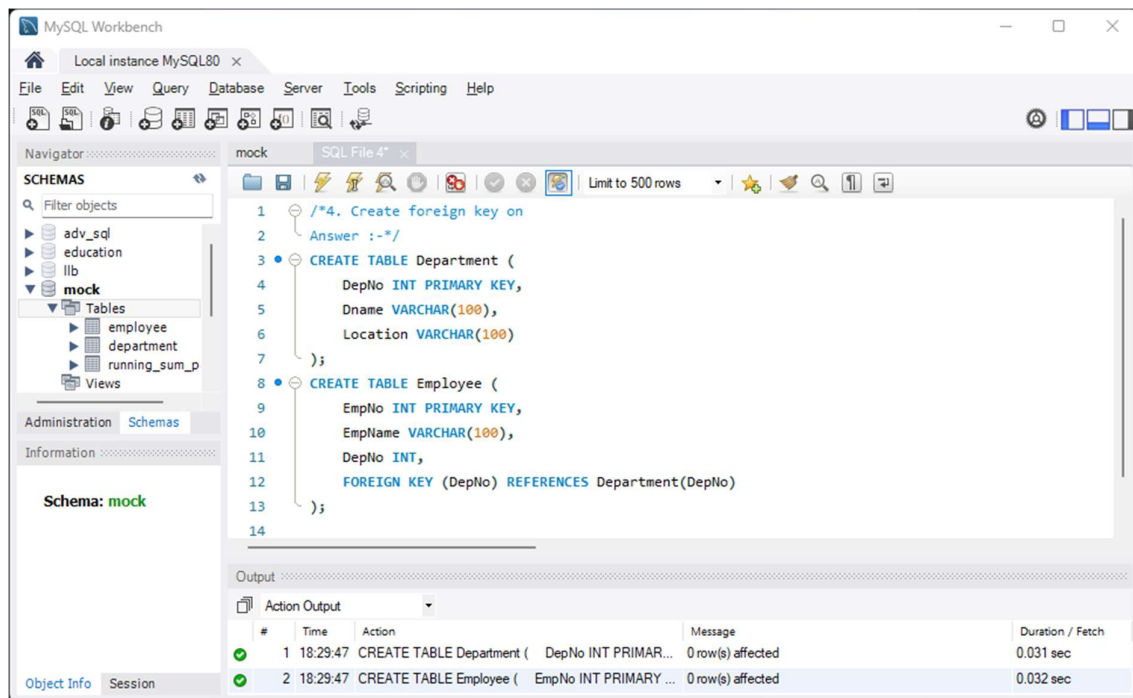 MySQL Workbench
Local instance MySQL80
File Edit View Query Database Server Tools Scripting Help
Navigator
SCHEMAS
Filter objects
adv_sql
education
llb
mock
Tables
employee
department
running_sum_p
Views
Administration Schemas
Information
Schema: mock
Object Info Session
mock SQL File 4*
Limit to 500 rows
1 /*4. Create foreign key on
2 Answer :-*/
3 CREATE TABLE Department (
4 DepNo INT PRIMARY KEY,
5 Dname VARCHAR(100),
6 Location VARCHAR(100)
7 );
8 CREATE TABLE Employee (
9 EmpNo INT PRIMARY KEY,
10 EmpName VARCHAR(100),
11 DepNo INT,
12 FOREIGN KEY (DepNo) REFERENCES Department(DepNo)
13 );
14
Output
Action Output
# Time Action Message Duration / Fetch
1 18:29:47 CREATE TABLE Department ( DepNo INT PRIMAR... 0 row(s) affected 0.031 sec
2 18:29:47 CREATE TABLE Employee ( EmpNo INT PRIMARY ... 0 row(s) affected 0.032 sec